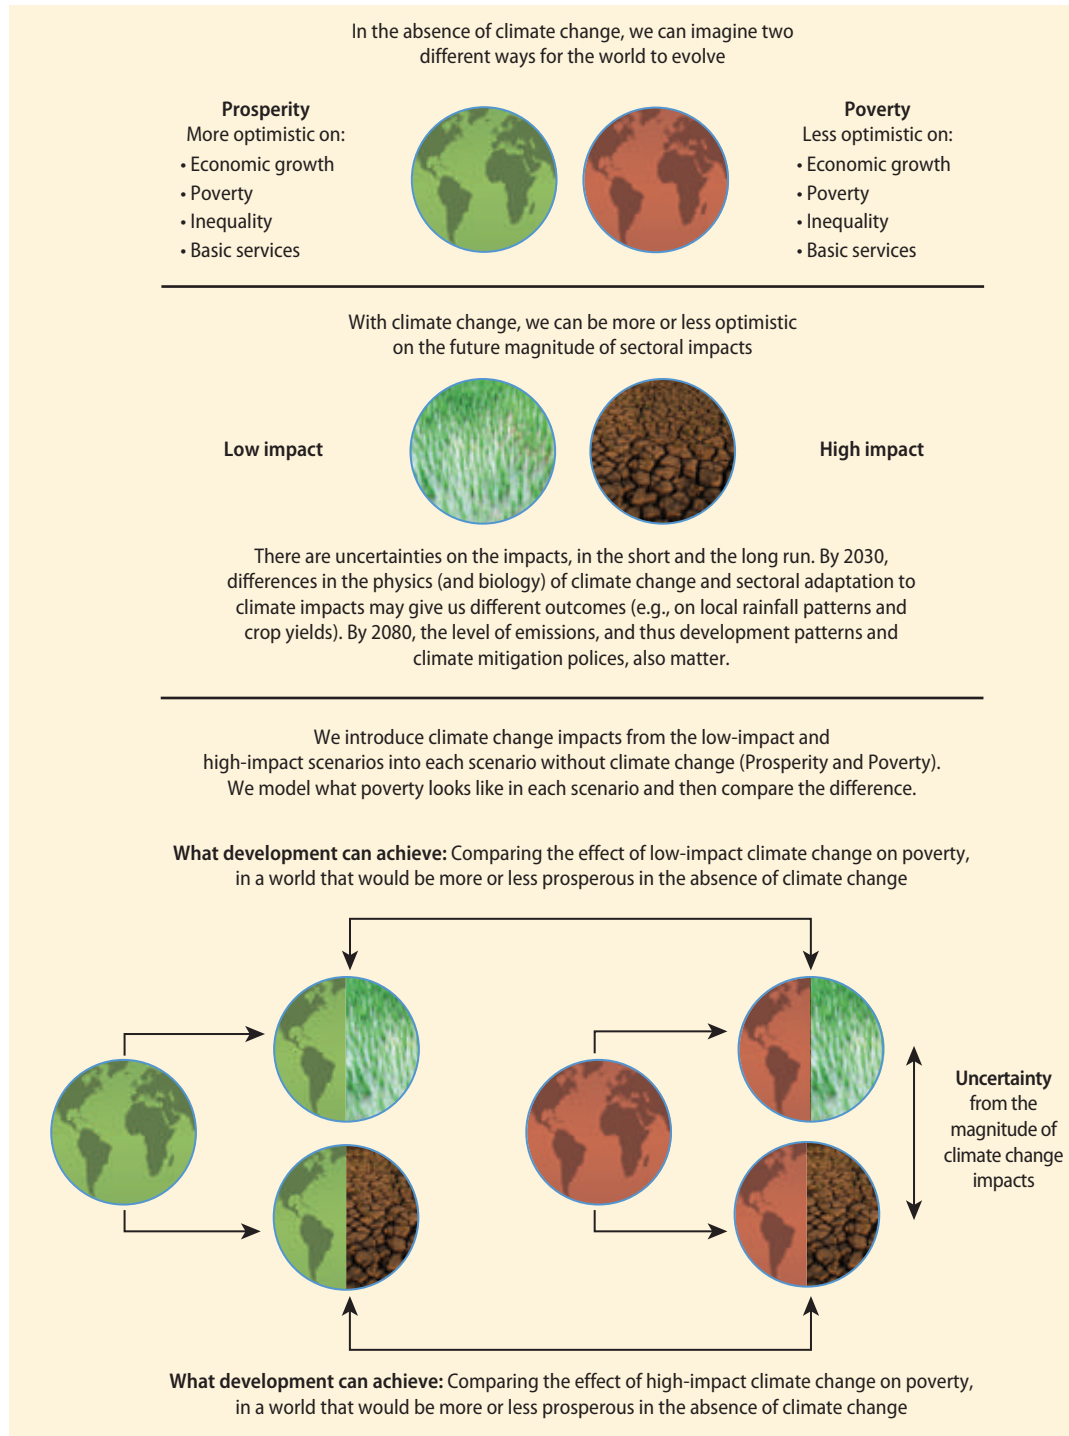 In the absence of climate change, we can imagine two
different ways for the world to evolve
Prosperity
More optimistic on:
• Economic growth
• Poverty
• Inequality
• Basic services
Poverty
Less optimistic on:
• Economic growth
• Poverty
• Inequality
• Basic services
With climate change, we can be more or less optimistic
on the future magnitude of sectoral impacts
Low impact
High impact
There are uncertainties on the impacts, in the short and the long run. By 2030,
differences in the physics (and biology) of climate change and sectoral adaptation to
climate impacts may give us different outcomes (e.g., on local rainfall patterns and
crop yields). By 2080, the level of emissions, and thus development patterns and
climate mitigation polices, also matter.
We introduce climate change impacts from the low-impact and
high-impact scenarios into each scenario without climate change (Prosperity and Poverty).
We model what poverty looks like in each scenario and then compare the difference.
What development can achieve: Comparing the effect of low-impact climate change on poverty,
in a world that would be more or less prosperous in the absence of climate change
Uncertainty
from the
magnitude of
climate change
impacts
What development can achieve: Comparing the effect of high-impact climate change on poverty,
in a world that would be more or less prosperous in the absence of climate change